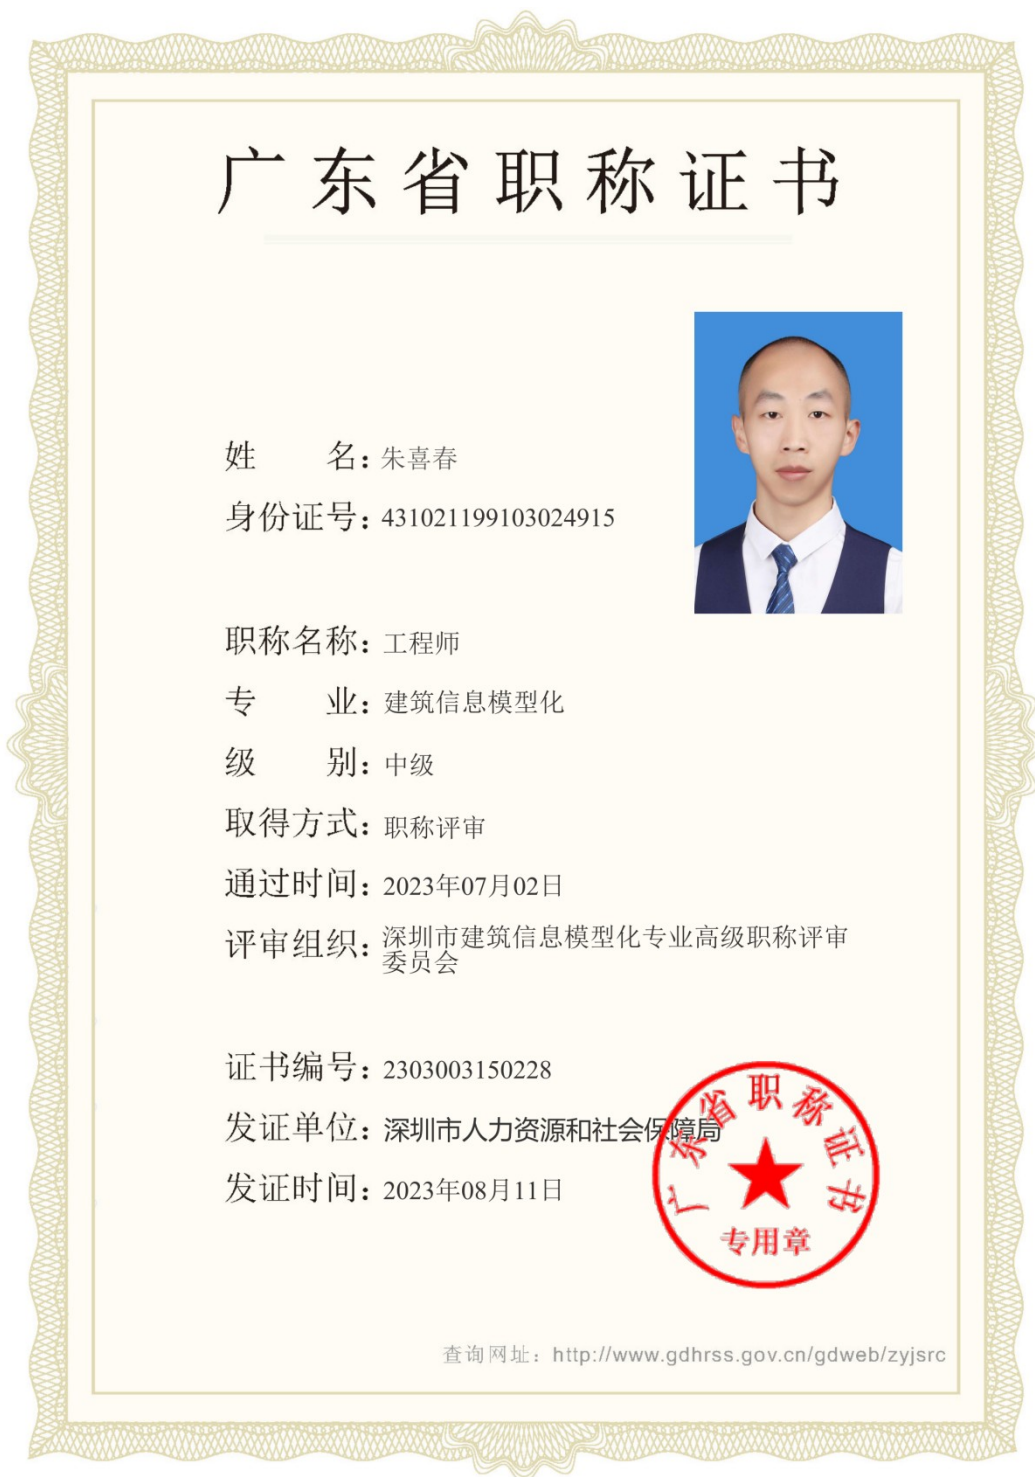 广东省职称证书
姓 名：朱喜春
身份证号：431021199103024915
职称名称：工程师
专 业：建筑信息模型化
级 别：中级
取得方式：职称评审
通过时间：2023年07月02日
评审组织：深圳市建筑信息模型化专业高级职称评审
委员会
证书编号：2303003150228
发证单位：深圳市人力资源和社会保障局
发证时间：2023年08月11日
广东省职称证书
专用章
查询网址：http://www.gdhrss.gov.cn/gdweb/zyjsrc